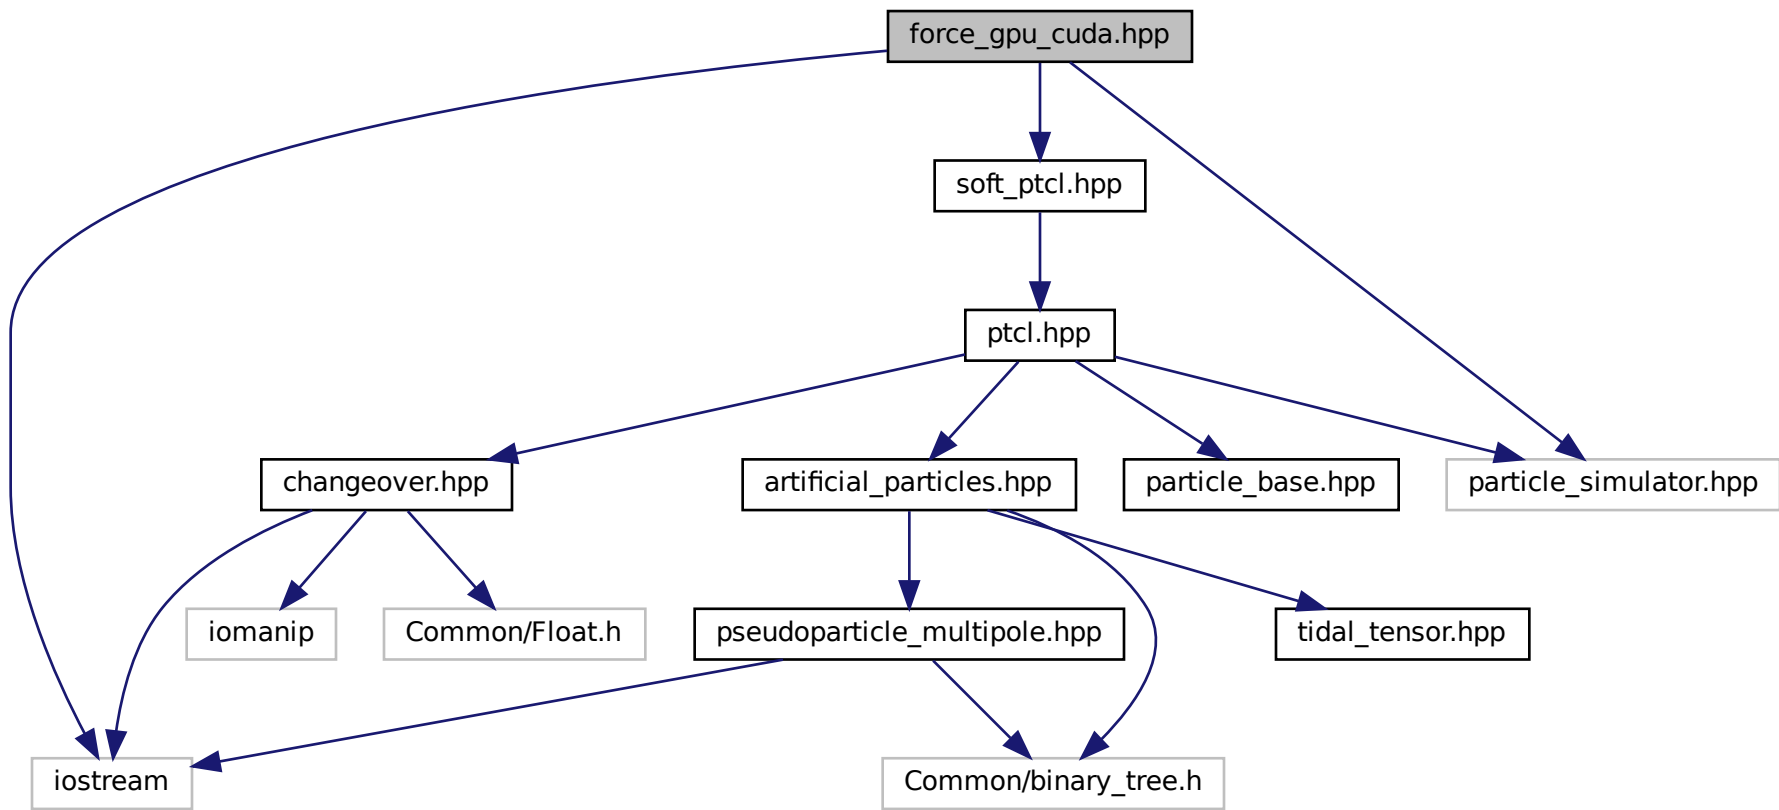 force_gpu_cuda.hpp
soft_ptcl.hpp
ptcl.hpp
changeover.hpp
artificial_particles.hpp
particle_base.hpp
particle_simulator.hpp
iomanip
Common/Float.h
pseudoparticle_multipole.hpp
tidal_tensor.hpp
iostream
Common/binary_tree.h